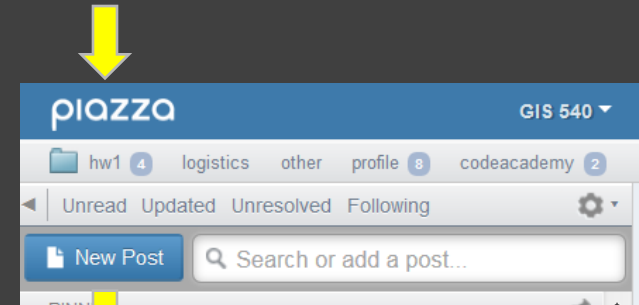 piazza GIS 540
hw1 4 logistics other profile 8 codeacademy 2
Unread Updated Unresolved Following
New Post Search or add a post...